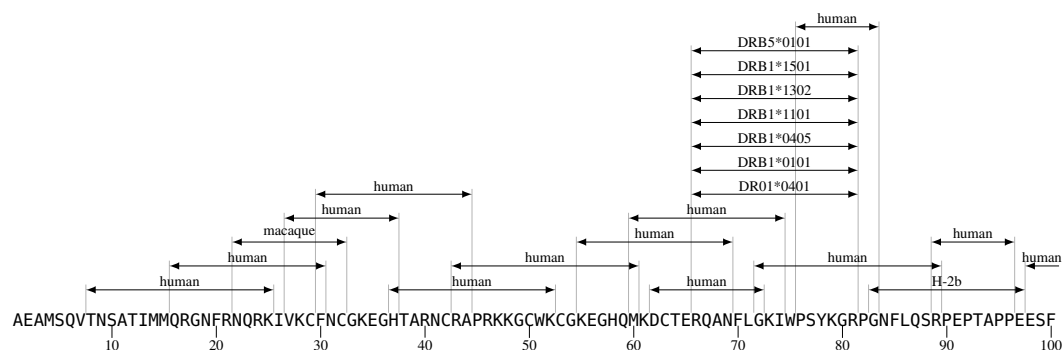 human
DRB5*0101
DRB1*1501
DRB1*1302
DRB1*1101
DRB1*0405
DRB1*0101
human DR01*0401
human human
macaque human human
human human human human
human human human H-2b
AEAMSQVTNSATIMMQRGNFRNQRKIVKCFNCGKEGHTARNCRAPRKKGCWKCGKEGHQMKDCTERQANFLGKIWPSYKGRPGNFLQSRPEPTAPPEESF
10 20 30 40 50 60 70 80 90 100